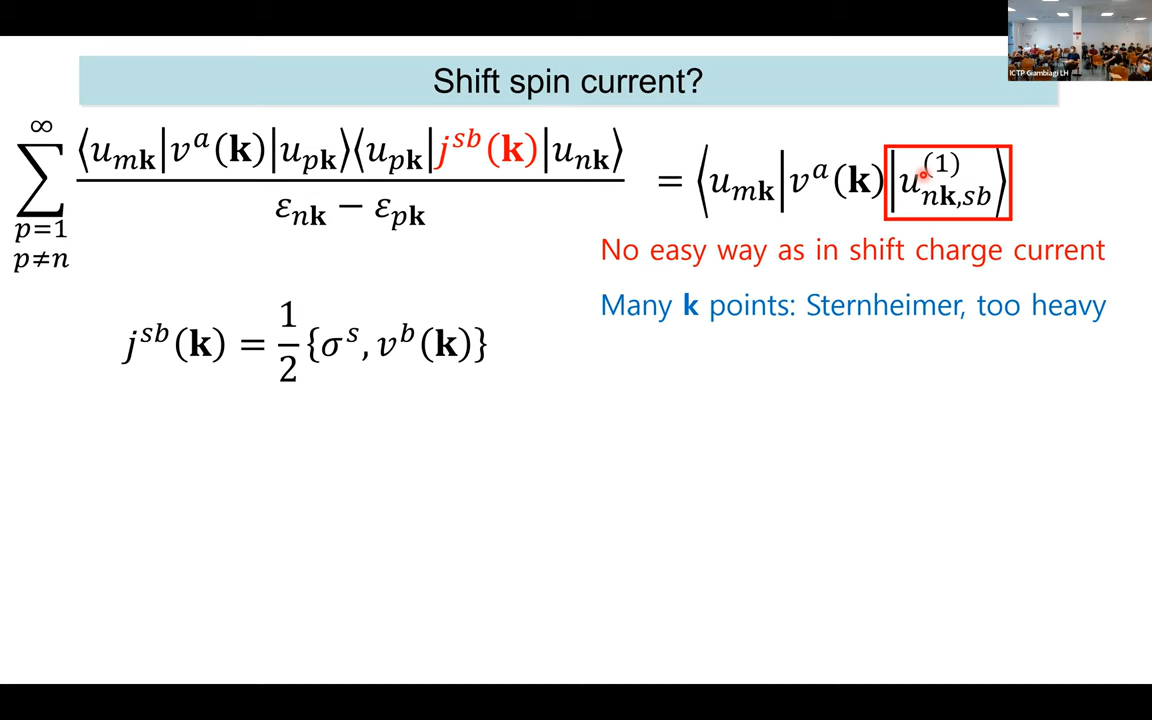 ICTP Giambiagi LH
Shift spin current?
∞
∑
p=1
p≠n
⟨u_{m𝐤}|v^a(𝐤)|u_{p𝐤}⟩⟨u_{p𝐤}|j^{sb}(𝐤)|u_{n𝐤}⟩
ε_{n𝐤} − ε_{p𝐤}
= ⟨u_{m𝐤}|v^a(𝐤)|u^{(1)}_{n𝐤,sb}⟩
No easy way as in shift charge current
Many k points: Sternheimer, too heavy
j^{sb}(𝐤) = 1/2 {σ^s, v^b(𝐤)}